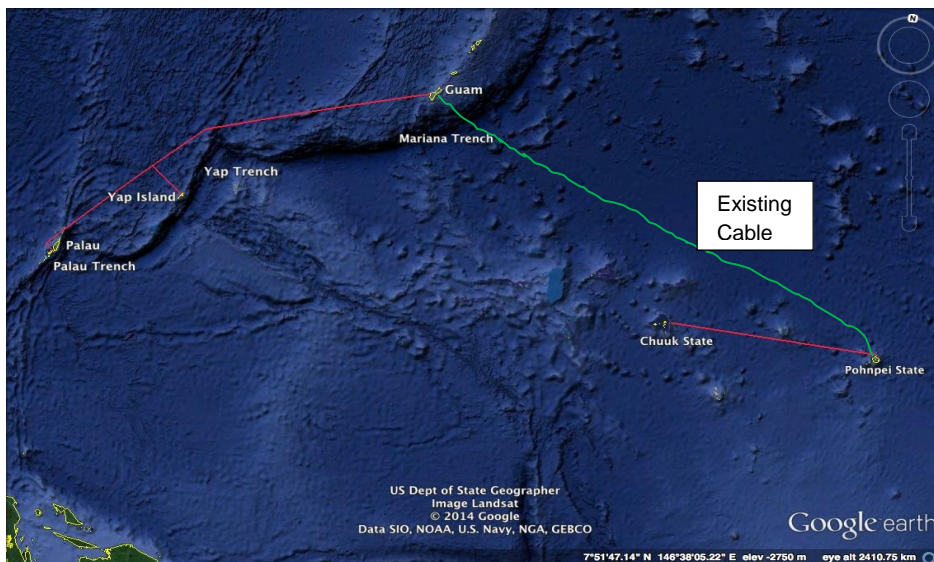 N
Guam
Mariana Trench
Yap Trench
Yap Island
Existing
Cable
Palau
Palau Trench
Chuuk State
Pohnpei State
US Dept of State Geographer
Image Landsat
© 2014 Google
Data SIO, NOAA, U.S. Navy, NGA, GEBCO
Google earth
7°51'47.14" N 146°38'05.22" E elev -2750 m eye alt 2410.75 km